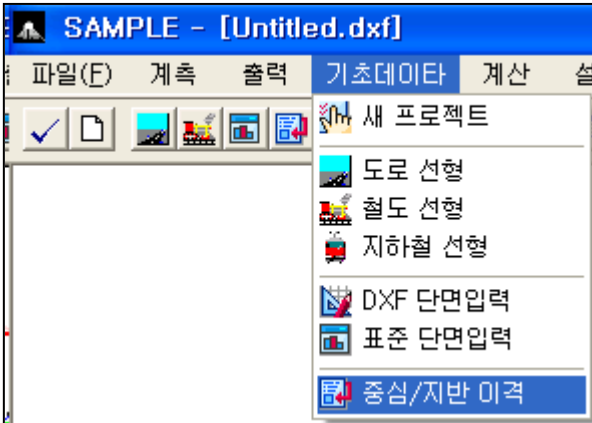 SAMPLE - [Untitled.dxf]
파일(F) 계측 출력 기초데이타 계산
새 프로젝트
도로 선형
철도 선형
지하철 선형
DXF 단면입력
표준 단면입력
중심/지반 이격